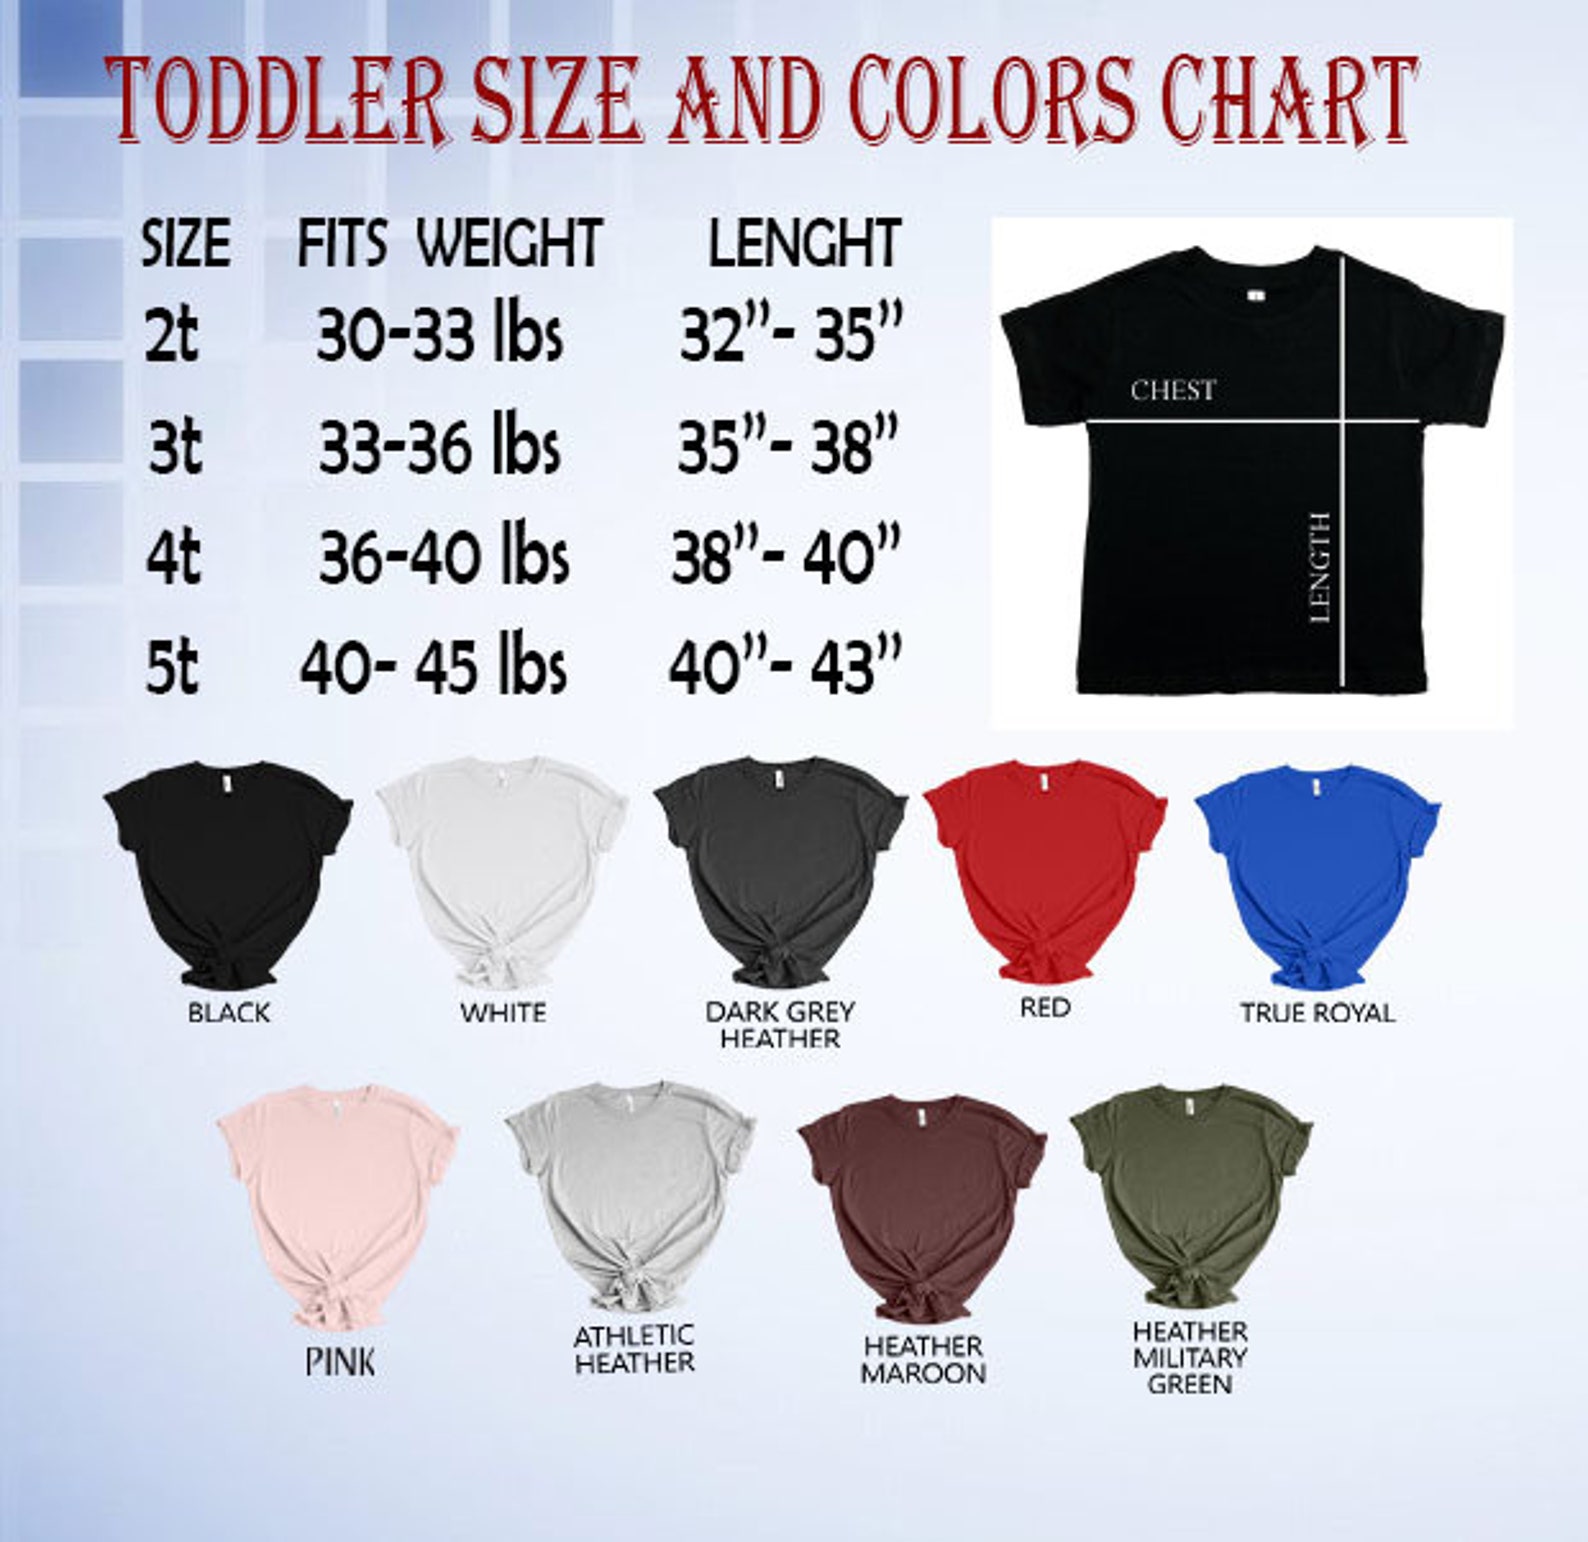 TODDLER SIZE AND COLORS CHART
SIZE FITS WEIGHT LENGHT
2t 30-33 lbs 32”- 35”
3t 33-36 lbs 35”- 38”
4t 36-40 lbs 38”- 40”
5t 40- 45 lbs 40”- 43”
CHEST
LENGTH
BLACK
WHITE
DARK GREY
HEATHER
RED
TRUE ROYAL
PINK
ATHLETIC
HEATHER
HEATHER
MAROON
HEATHER
MILITARY
GREEN